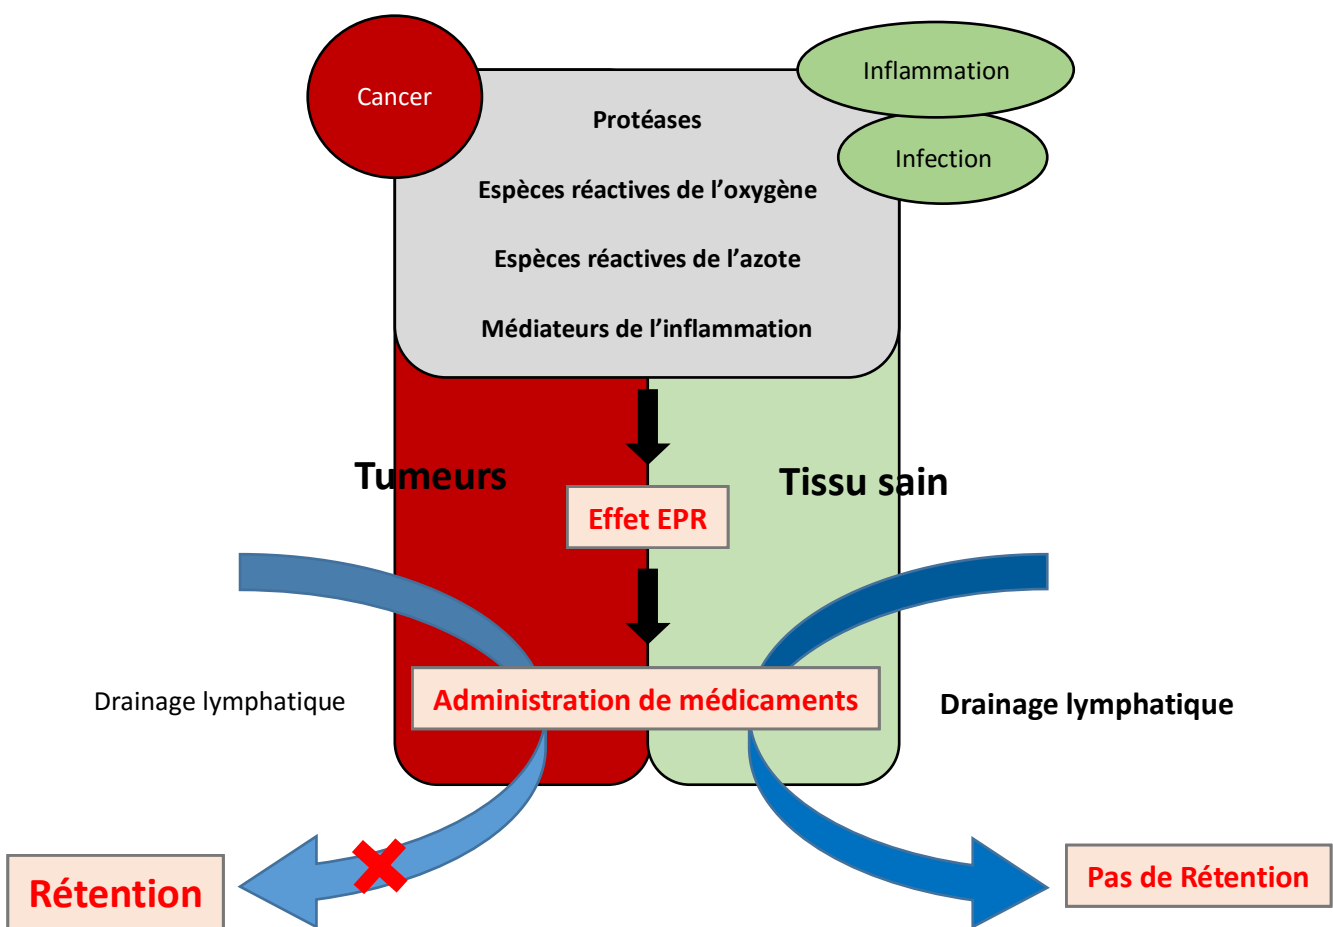 Cancer
Inflammation
Infection
Protéases
Espèces réactives de l’oxygène
Espèces réactives de l’azote
Médiateurs de l’inflammation
Tumeurs
Tissu sain
Effet EPR
Drainage lymphatique
Administration de médicaments
Drainage lymphatique
Rétention
Pas de Rétention